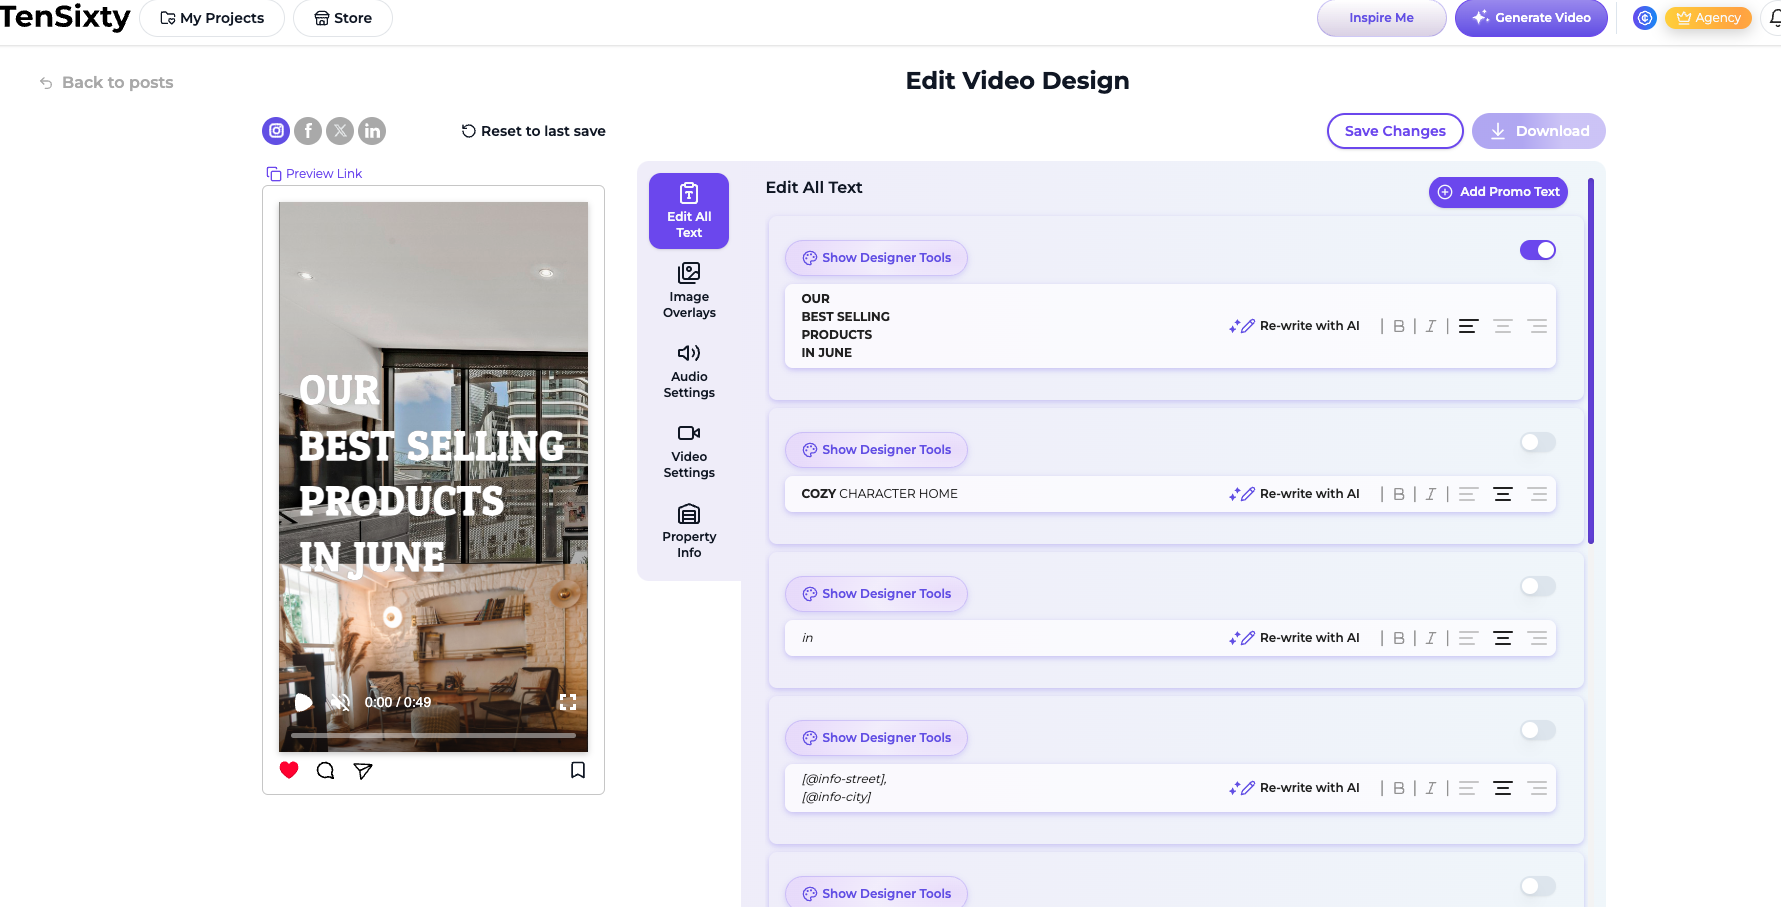 TenSixty
My Projects
Store
Inspire Me
Generate Video
Agency
Back to posts
Edit Video Design
Reset to last save
Save Changes
Download
Preview Link
OUR
BEST SELLING
PRODUCTS
IN JUNE
0:00 / 0:49
Edit All
Text
Image
Overlays
Audio
Settings
Video
Settings
Property
Info
Edit All Text
Add Promo Text
Show Designer Tools
OUR
BEST SELLING
PRODUCTS
IN JUNE
Re-write with AI | B | I |
Show Designer Tools
COZY CHARACTER HOME
Re-write with AI | B | I |
Show Designer Tools
in
Re-write with AI | B | I |
Show Designer Tools
[@info-street],
[@info-city]
Re-write with AI | B | I |
Show Designer Tools